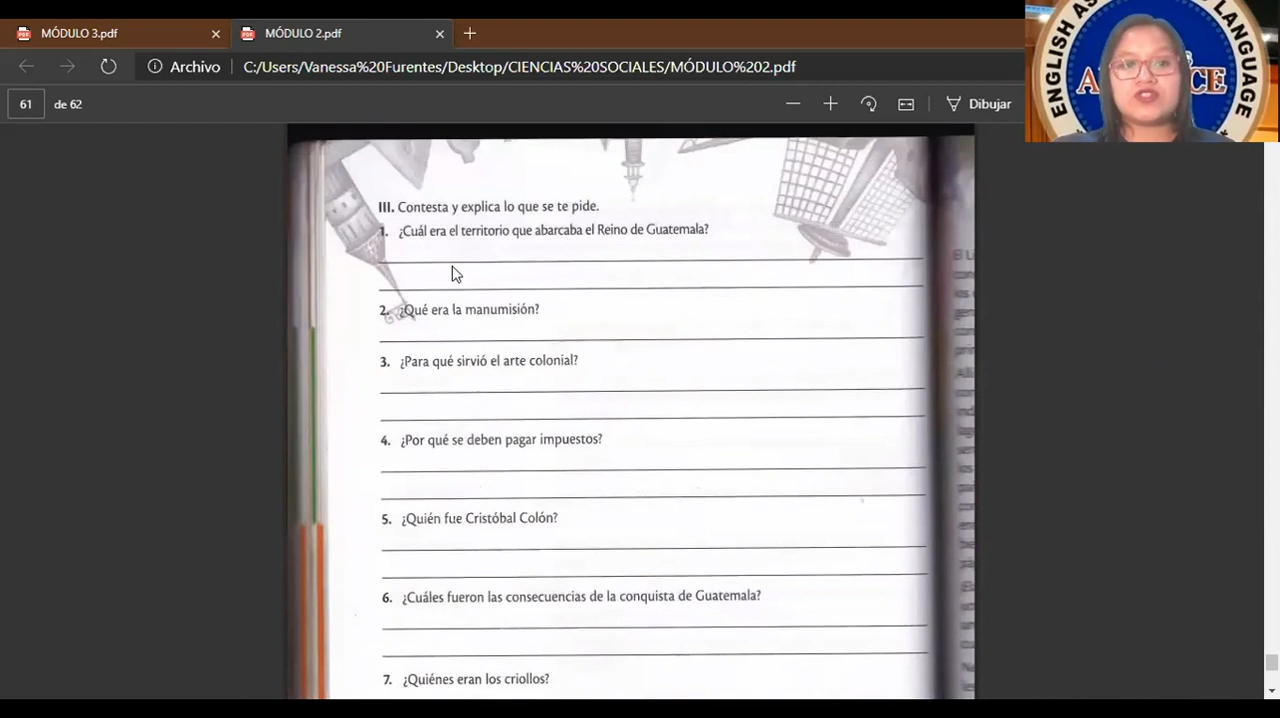 MÓDULO 3.pdf
MÓDULO 2.pdf
Archivo
C:/Users/Vanessa%20Furentes/Desktop/CIENCIAS%20SOCIALES/MÓDULO%202.pdf
61
de 62
Dibujar
ENGLISH
LANGUAGE
III. Contesta y explica lo que se te pide.
1. ¿Cuál era el territorio que abarcaba el Reino de Guatemala?
2. ¿Qué era la manumisión?
3. ¿Para qué sirvió el arte colonial?
4. ¿Por qué se deben pagar impuestos?
5. ¿Quién fue Cristóbal Colón?
6. ¿Cuáles fueron las consecuencias de la conquista de Guatemala?
7. ¿Quiénes eran los criollos?